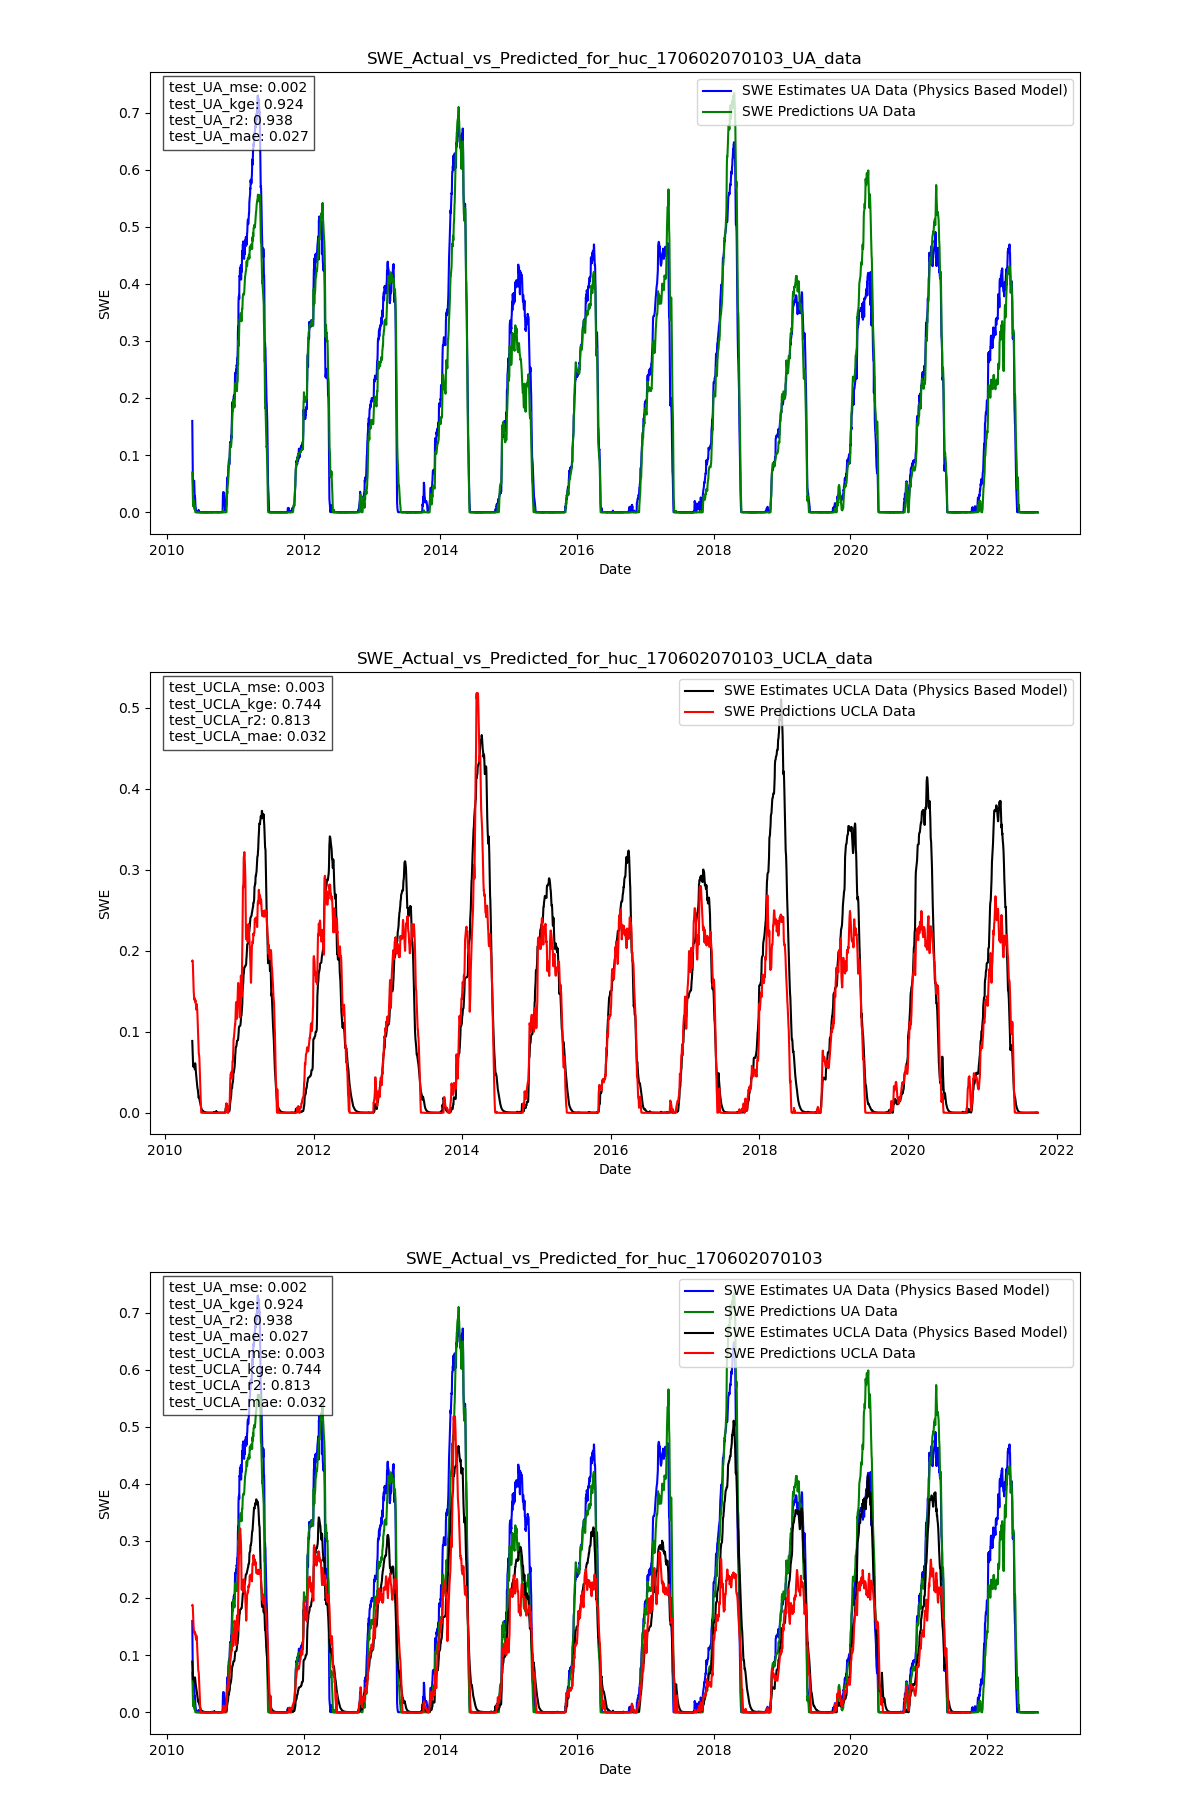 SWE_Actual_vs_Predicted_for_huc_170602070103_UA_data
test_UA_mse: 0.002
test_UA_kge: 0.924
test_UA_r2: 0.938
test_UA_mae: 0.027
SWE Estimates UA Data (Physics Based Model)
SWE Predictions UA Data
0.7
0.6
0.5
0.4
0.3
0.2
0.1
0.0
SWE
2010 2012 2014 2016 2018 2020 2022
Date
SWE_Actual_vs_Predicted_for_huc_170602070103_UCLA_data
test_UCLA_mse: 0.003
test_UCLA_kge: 0.744
test_UCLA_r2: 0.813
test_UCLA_mae: 0.032
SWE Estimates UCLA Data (Physics Based Model)
SWE Predictions UCLA Data
0.5
0.4
0.3
0.2
0.1
0.0
SWE
2010 2012 2014 2016 2018 2020 2022
Date
SWE_Actual_vs_Predicted_for_huc_170602070103
test_UA_mse: 0.002
test_UA_kge: 0.924
test_UA_r2: 0.938
test_UA_mae: 0.027
test_UCLA_mse: 0.003
test_UCLA_kge: 0.744
test_UCLA_r2: 0.813
test_UCLA_mae: 0.032
SWE Estimates UA Data (Physics Based Model)
SWE Predictions UA Data
SWE Estimates UCLA Data (Physics Based Model)
SWE Predictions UCLA Data
0.7
0.6
0.5
0.4
0.3
0.2
0.1
0.0
SWE
2010 2012 2014 2016 2018 2020 2022
Date